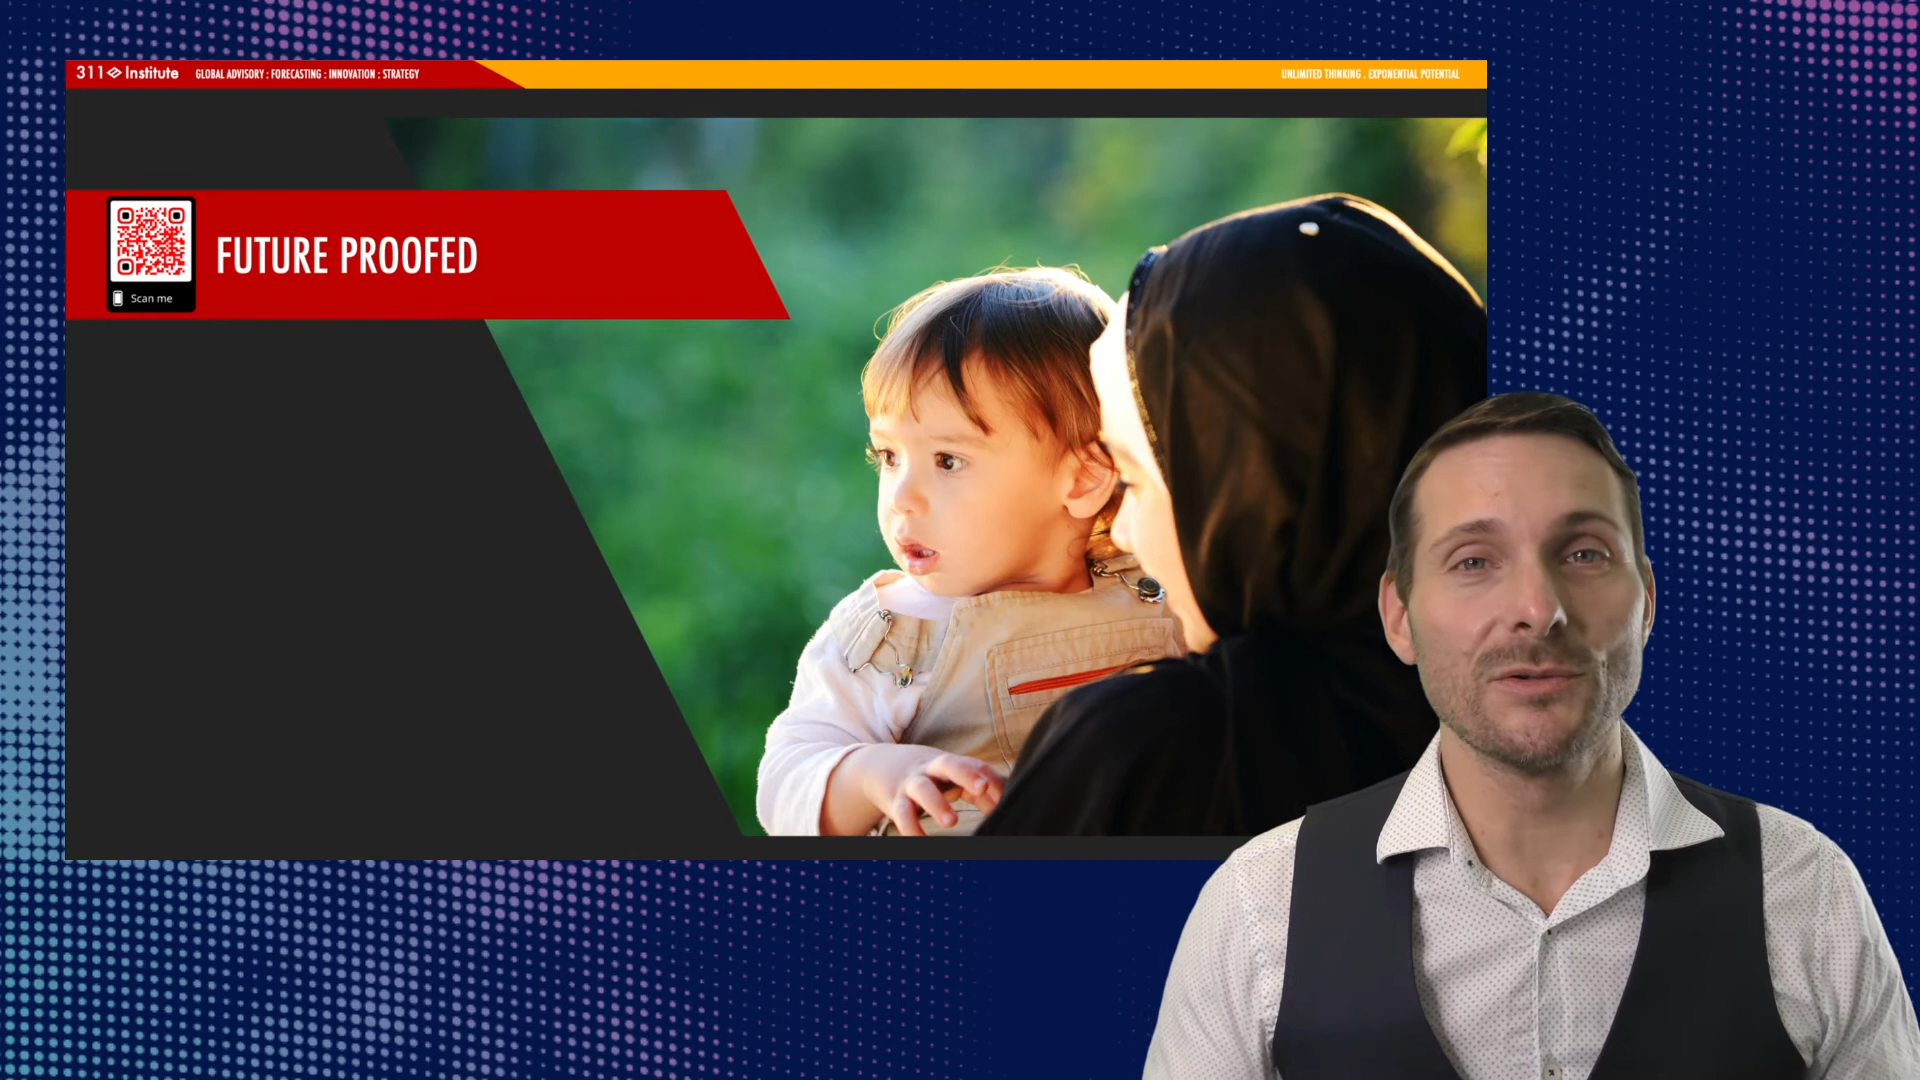 311 Institute GLOBAL ADVISORY : FORECASTING : INNOVATION : STRATEGY
UNLIMITED THINKING . EXPONENTIAL POTENTIAL
FUTURE PROOFED
Scan me